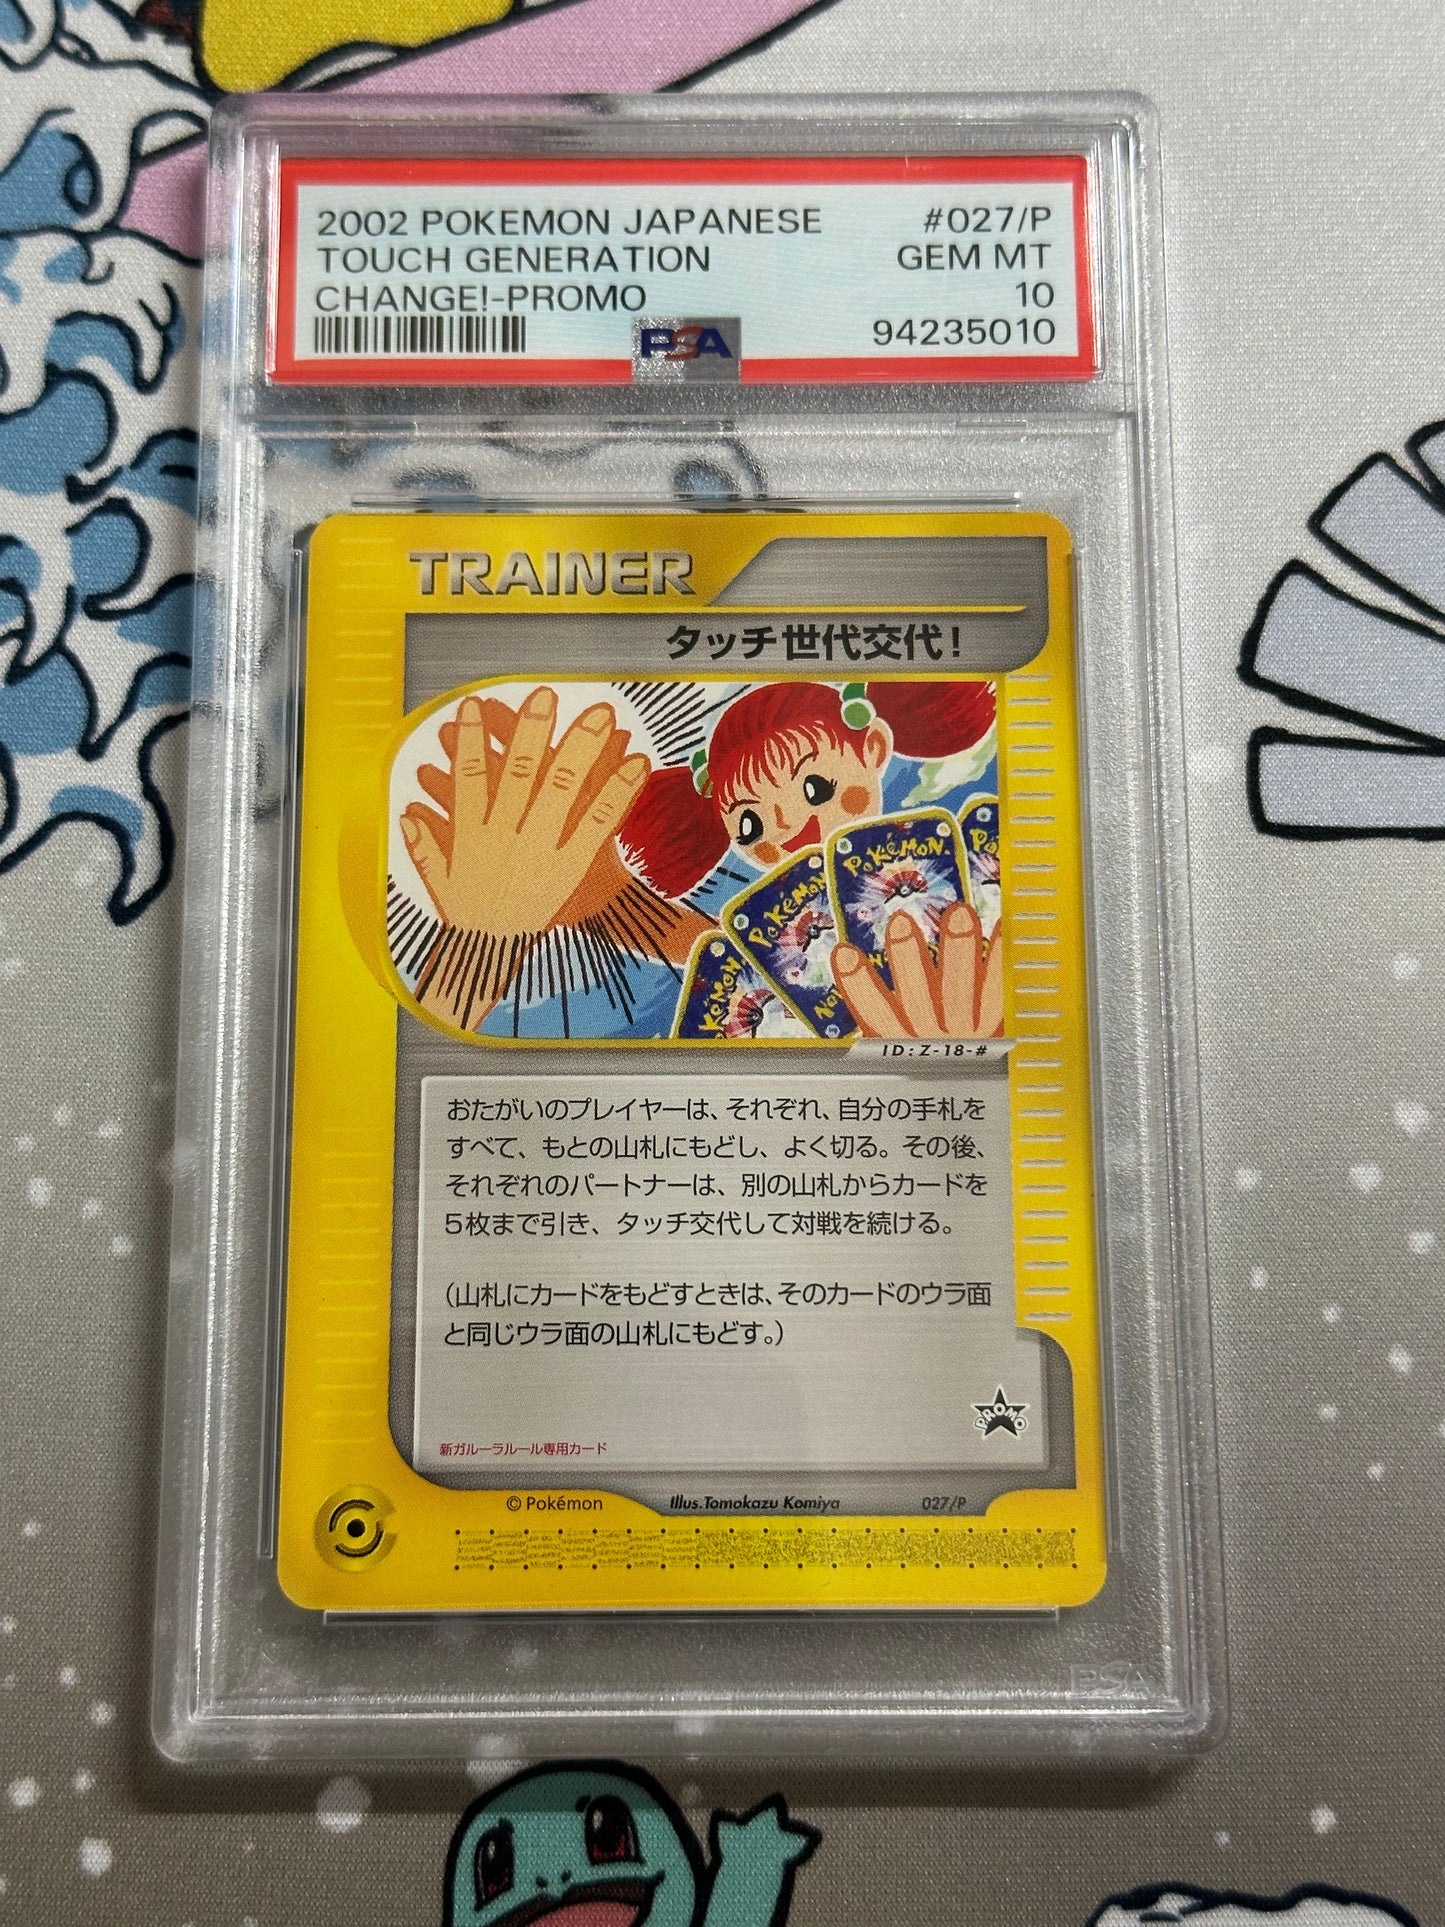 2002 POKEMON JAPANESE #027/P
TOUCH GENERATION GEM MT
CHANGE!-PROMO 10
PSA 94235010
TRAINER
タッチ世代交代!
POKéMON
POKéMON
POKéMON
ID:Z-18-#
おたがいのプレイヤーは、それぞれ、自分の手札を
すべて、もとの山札にもどし、よく切る。その後、
それぞれのパートナーは、別の山札からカードを
5枚まで引き、タッチ交代して対戦を続ける。
(山札にカードをもどすときは、そのカードのウラ面
と同じウラ面の山札にもどす。)
PROMO
新ガルーラルール専用カード
© Pokémon Illus.Tomokazu Komiya 027/P
PSA